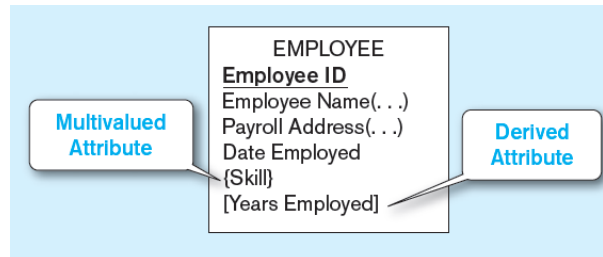 EMPLOYEE
Employee ID
Employee Name(. . .)
Payroll Address(. . .)
Date Employed
{Skill}
[Years Employed]
Multivalued
Attribute
Derived
Attribute